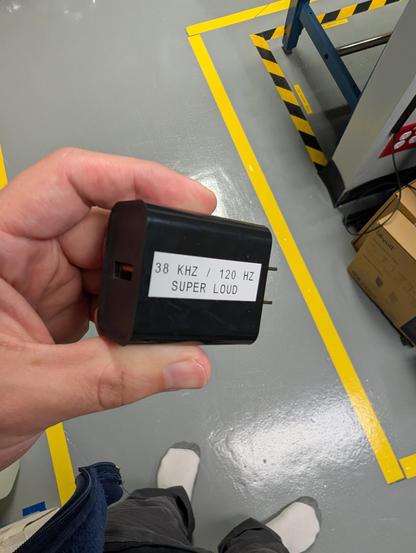 38 KHZ / 120 HZ
SUPER LOUD